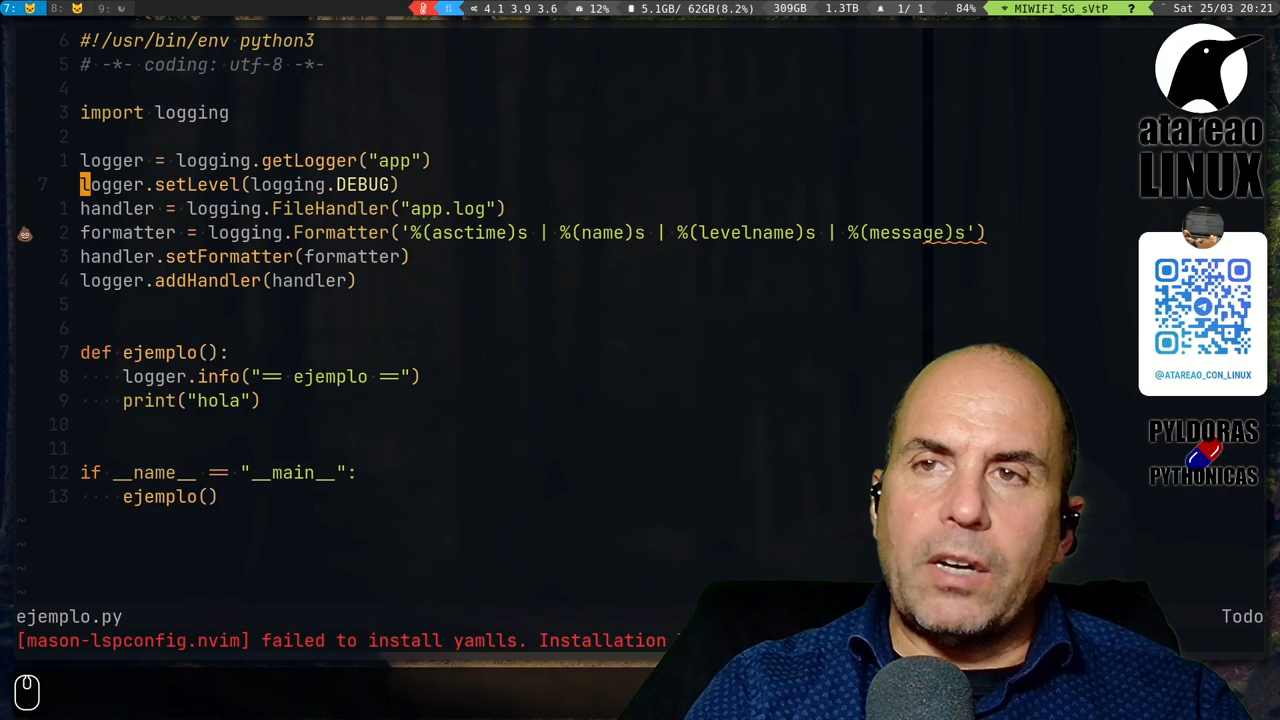 7: 8: 9: 4.1 3.9 3.6 12% 5.1GB/ 62GB(8.2%) 309GB 1.3TB 1/ 1 84% MIWIFI_5G_sVtP ? Sat 25/03 20:21
6 #!/usr/bin/env python3
5 # -*- coding: utf-8 -*-
4
3 import logging
2
1 logger = logging.getLogger("app")
7 logger.setLevel(logging.DEBUG)
1 handler = logging.FileHandler("app.log")
2 formatter = logging.Formatter('%(asctime)s | %(name)s | %(levelname)s | %(message)s')
3 handler.setFormatter(formatter)
4 logger.addHandler(handler)
5
6
7 def ejemplo():
8 ····logger.info("== ejemplo ==")
9 ····print("hola")
10
11
12 if __name__ == "__main__":
13 ····ejemplo()
~
~
~
~
ejemplo.py Todo
[mason-lspconfig.nvim] failed to install yamlls. Installation
atareao
LINUX
@ATAREAO_CON_LINUX
PYLDORAS
PYTHONICAS